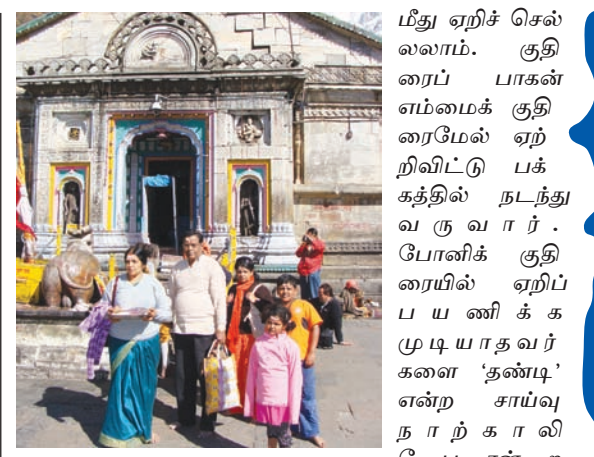 மீது ஏறிச் செல்
லலாம். குதி
ரைப் பாகன்
எம்மைக் குதி
ரைமேல் ஏற்
றிவிட்டு பக்
கத்தில் நடந்து
வருவார்.
போனிக் குதி
ரையில் ஏறிப்
பயணிக்க
முடியாதவர்
களை ‘தண்டி’
என்ற சாய்வு
நாற்காலி